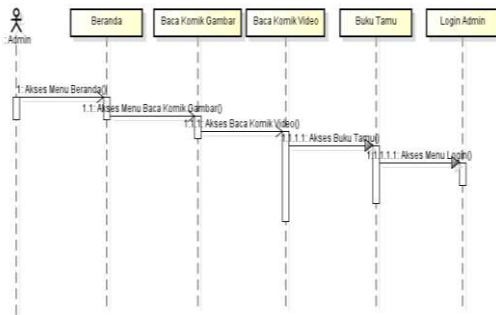 : Admin
Beranda
Baca Komik Gambar
Baca Komik Video
Buku Tamu
Login Admin
1: Akses Menu Beranda()
1.1: Akses Menu Baca Komik Gambar()
1.1.1: Akses Baca Komik Video()
1.1.1.1: Akses Buku Tamu()
1.1.1.1.1: Akses Menu Login()